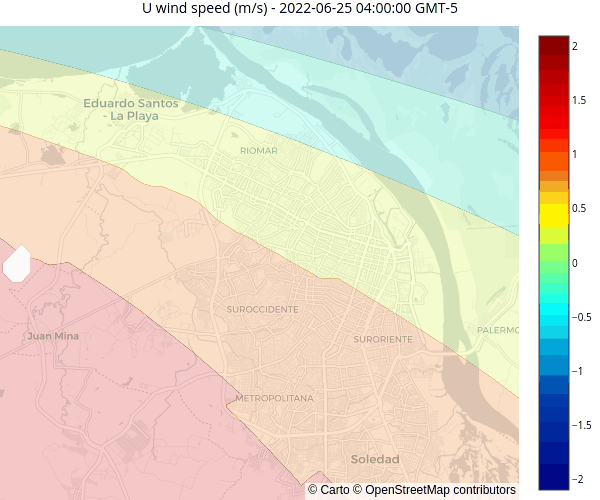 U wind speed (m/s) - 2022-06-25 04:00:00 GMT-5
2
1.5
1
0.5
0
−0.5
−1
−1.5
−2
Eduardo Santos
- La Playa
RIOMAR
SUROCCIDENTE
Juan Mina
SURORIENTE
PALERMO
METROPOLITANA
Soledad
© Carto © OpenStreetMap contributors